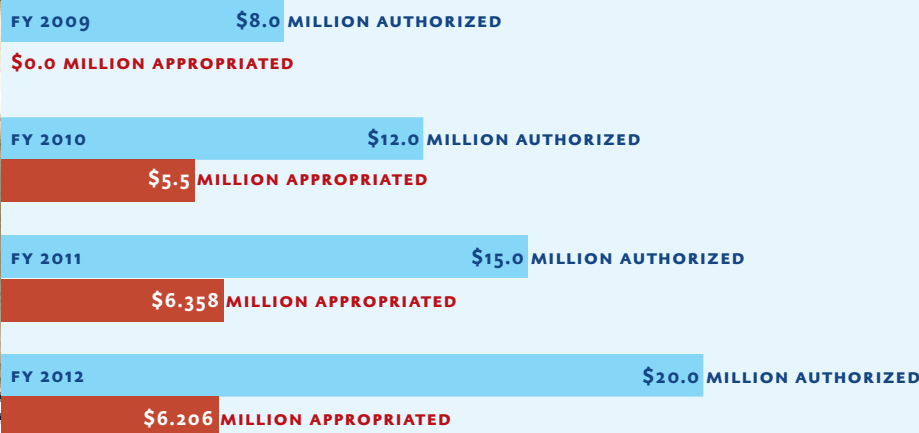 FY 2009 $8.0 MILLION AUTHORIZED
$0.0 MILLION APPROPRIATED
FY 2010 $12.0 MILLION AUTHORIZED
$5.5 MILLION APPROPRIATED
FY 2011 $15.0 MILLION AUTHORIZED
$6.358 MILLION APPROPRIATED
FY 2012 $20.0 MILLION AUTHORIZED
$6.206 MILLION APPROPRIATED